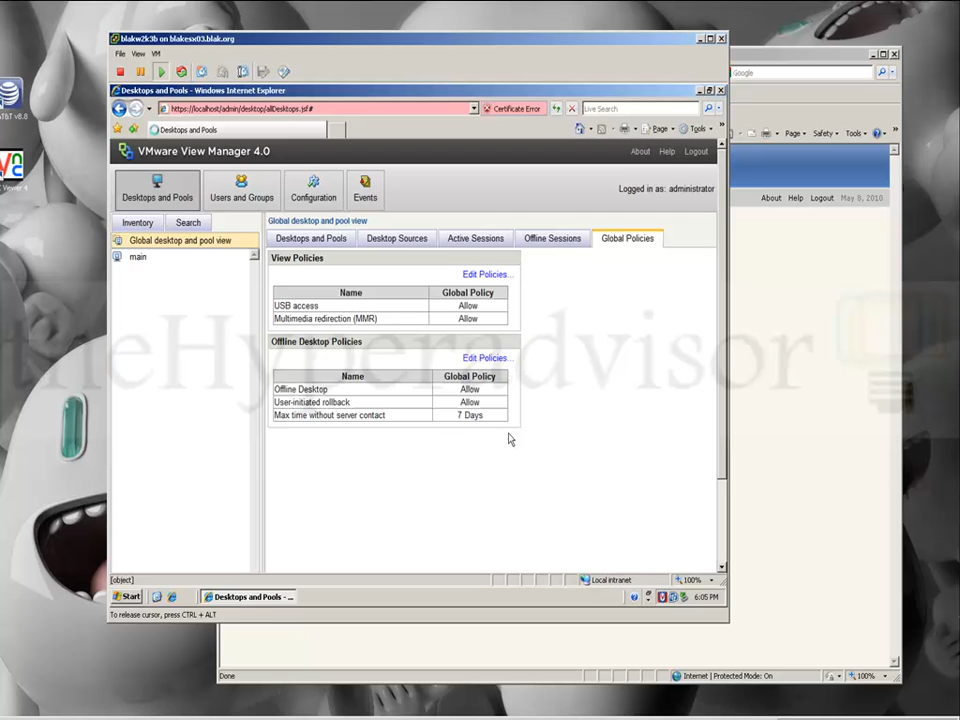 blakw2k3b on blakesx03.blak.org
File View VM
Desktops and Pools - Windows Internet Explorer
https://localhost/admin/desktop/allDesktops.jsf#
Certificate Error
Live Search
Desktops and Pools
Page
Tools
VMware View Manager 4.0
About Help Logout
Desktops and Pools
Users and Groups
Configuration
Events
Logged in as: administrator
Inventory
Search
Global desktop and pool view
main
Global desktop and pool view
Desktops and Pools
Desktop Sources
Active Sessions
Offline Sessions
Global Policies
View Policies
Edit Policies...
Name Global Policy
USB access Allow
Multimedia redirection (MMR) Allow
Offline Desktop Policies
Edit Policies...
Name Global Policy
Offline Desktop Allow
User-initiated rollback Allow
Max time without server contact 7 Days
[object]
Local intranet
100%
Start
Desktops and Pools - ...
6:05 PM
To release cursor, press CTRL + ALT
Google
Page Safety Tools
About Help Logout May 8, 2010
Done
Internet | Protected Mode: On
100%
AT&T v8.8
Viewer 4
theHyperadvisor